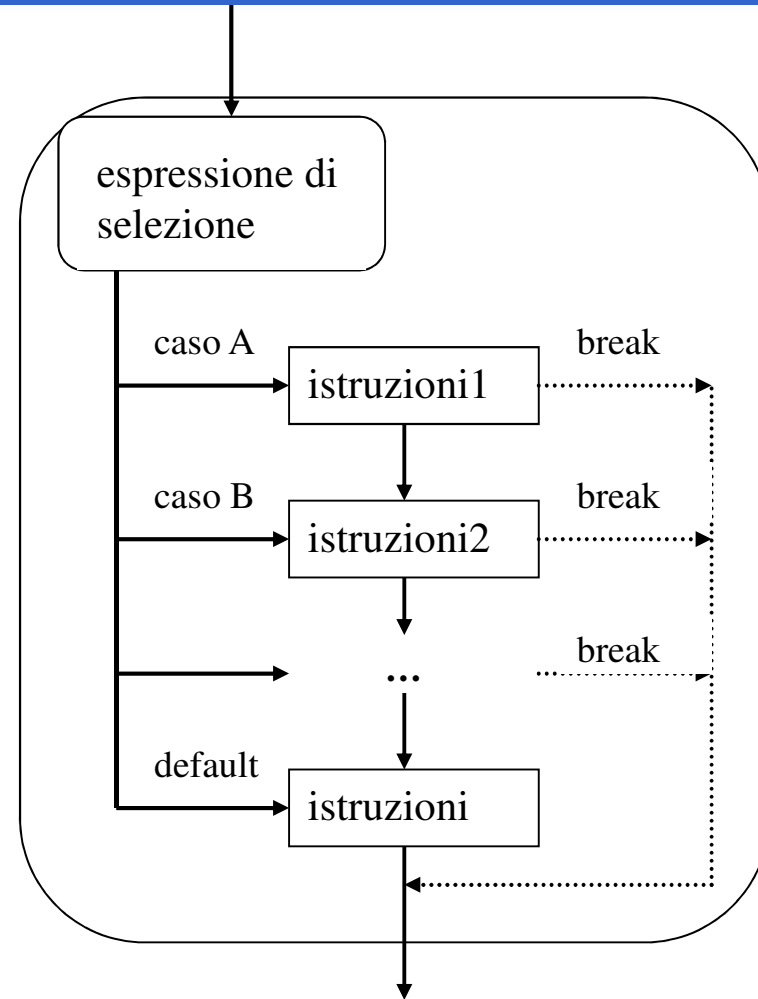 espressione di
selezione
caso A
istruzioni1
break
caso B
istruzioni2
break
...
break
default
istruzioni